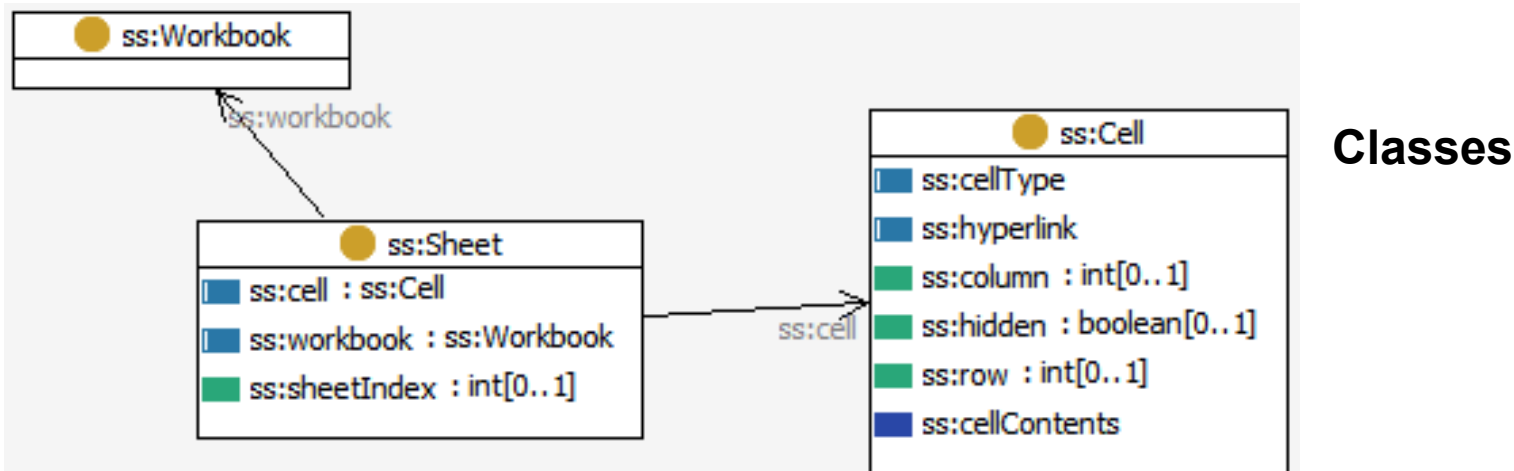 ss:Workbook
ss:workbook
ss:Sheet
ss:cell : ss:Cell
ss:workbook : ss:Workbook
ss:sheetIndex : int[0..1]
ss:cell
ss:Cell
ss:cellType
ss:hyperlink
ss:column : int[0..1]
ss:hidden : boolean[0..1]
ss:row : int[0..1]
ss:cellContents
Classes